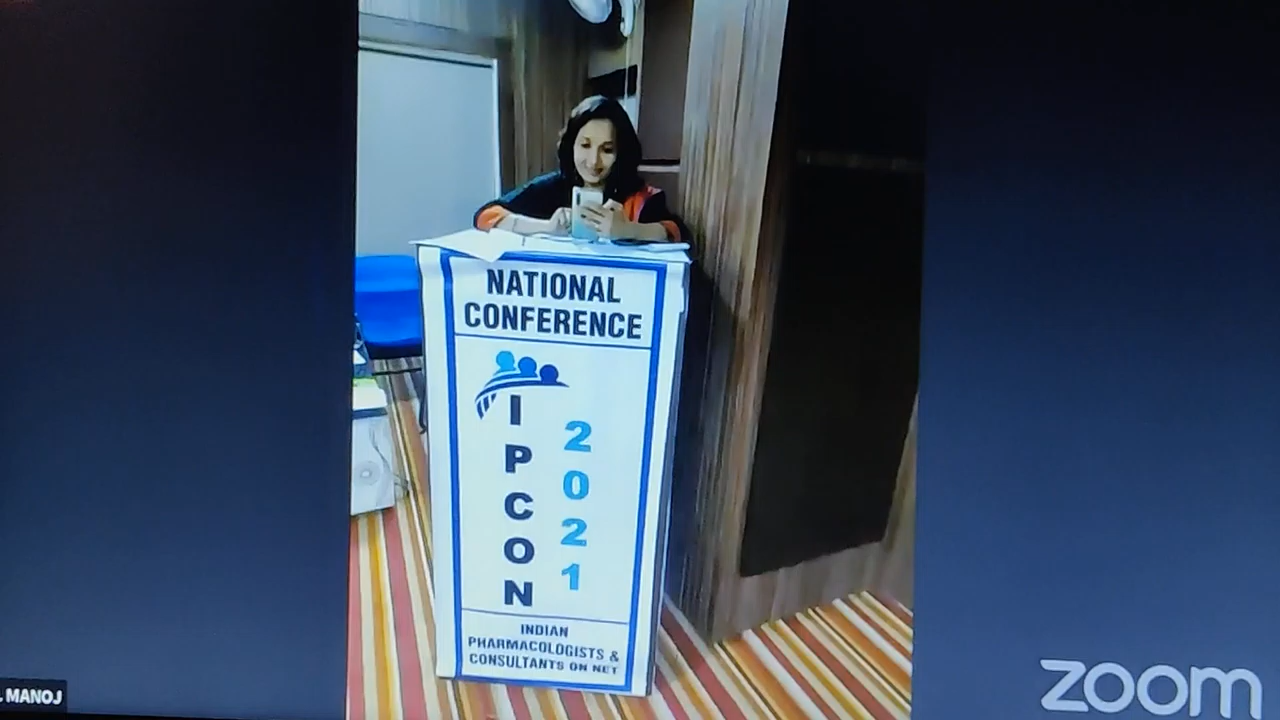 NATIONAL
CONFERENCE
IPCON
2021
INDIAN
PHARMACOLOGISTS &
CONSULTANTS ON NET
. MANOJ
zoom